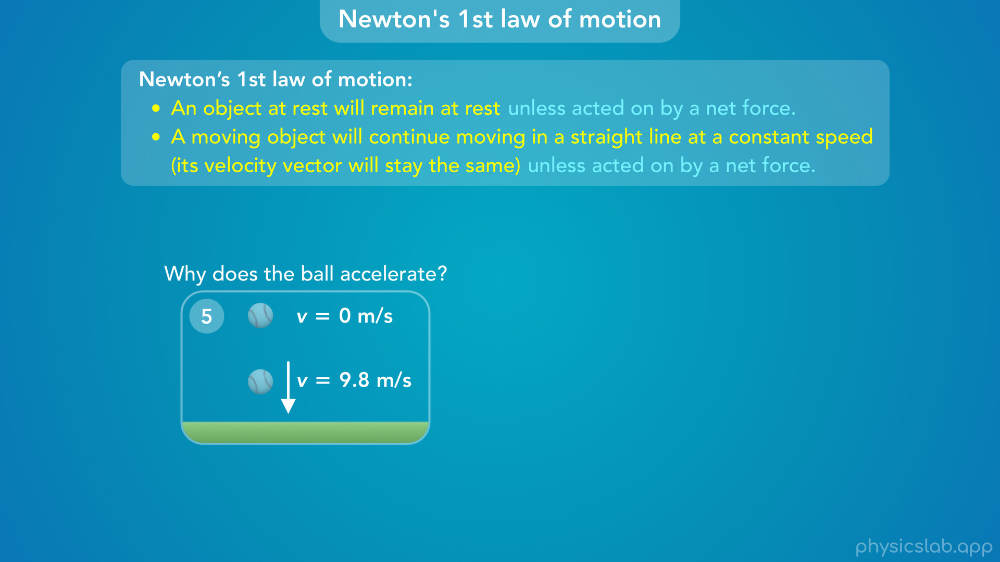 Newton's 1st law of motion
Newton’s 1st law of motion:
• An object at rest will remain at rest unless acted on by a net force.
• A moving object will continue moving in a straight line at a constant speed
(its velocity vector will stay the same) unless acted on by a net force.
Why does the ball accelerate?
5 v = 0 m/s
v = 9.8 m/s
physicslab.app